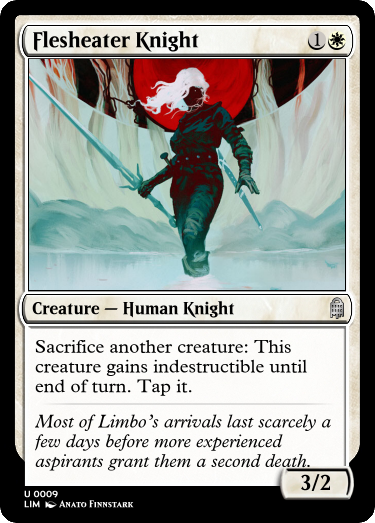 Flesheater Knight 1
Creature — Human Knight
Sacrifice another creature: This
creature gains indestructible until
end of turn. Tap it.
Most of Limbo's arrivals last scarcely a
few days before more experienced
aspirants grant them a second death.
3/2
U 0009
LIM Anato Finnstark